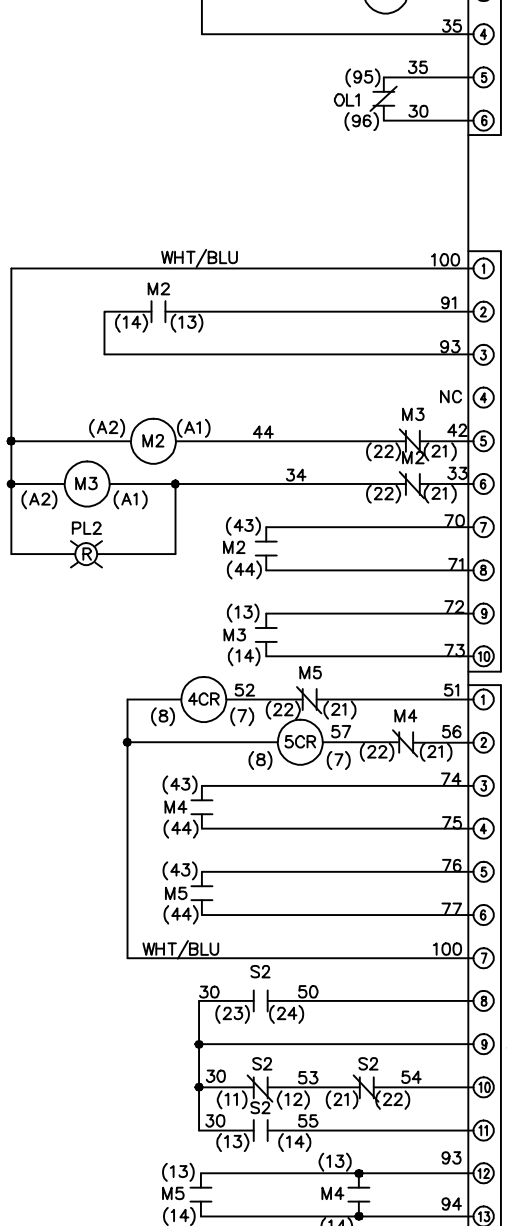 35 4
(95) 35 5
OL1
(96) 30 6
WHT/BLU 100 1
M2 91 2
(14) (13)
93 3
NC 4
M3
(A2) M2 (A1) 44 (22) (21) 42 5
M2
(A2) M3 (A1) 34 (22) (21) 33 6
PL2
R
(43) 70 7
M2
(44) 71 8
(13) 72 9
M3
(14) 73 10
M5
(8) 4CR (7) 52 (22) (21) 51 1
M4
(8) 5CR (7) 57 (22) (21) 56 2
(43) 74 3
M4
(44) 75 4
(43) 76 5
M5
(44) 77 6
WHT/BLU 100 7
S2
30 50 8
(23) (24)
9
S2 S2
30 53 54 10
(11) (12) (21) (22)
S2
30 55 11
(13) (14)
(13) (13) 93 12
M5 M4
(14) (14) 94 13